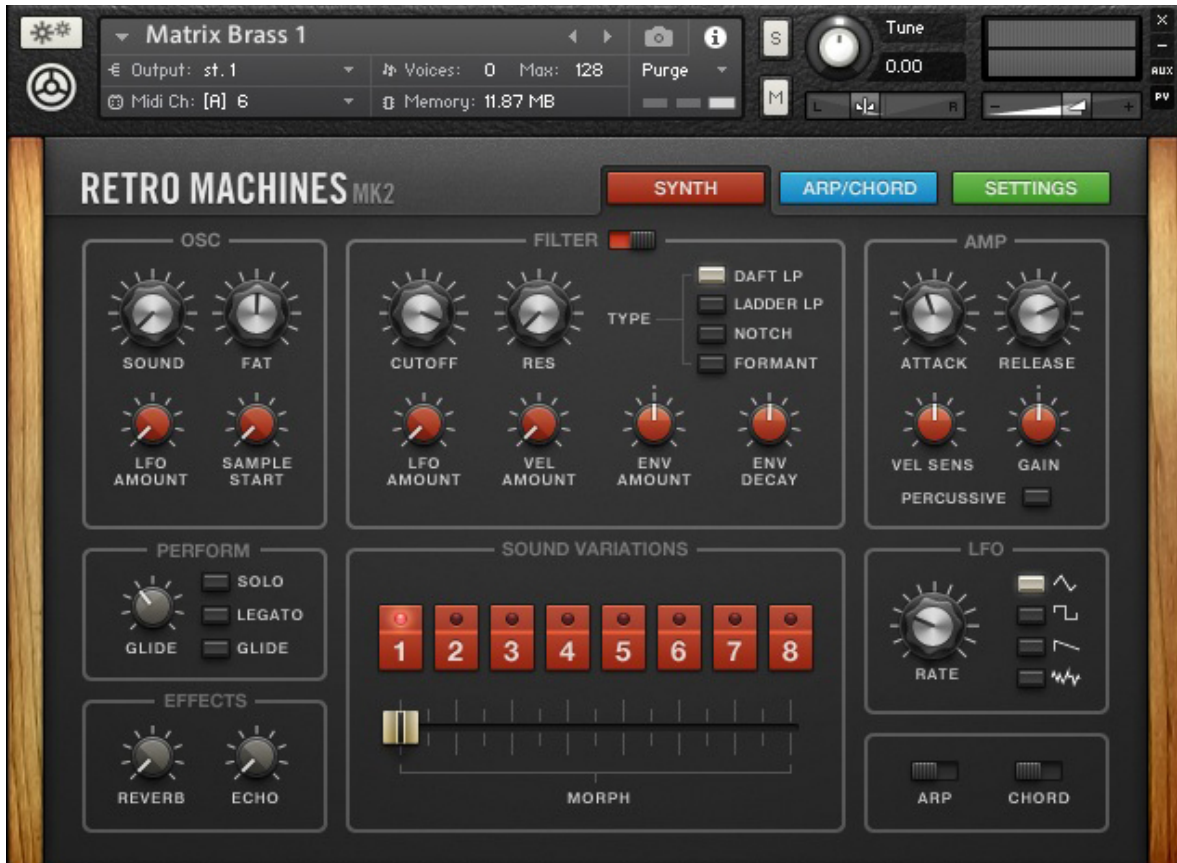 Matrix Brass 1
S
Tune
0.00
X
-
AUX
PV
Output: st.1
Voices: 0 Max: 128
Purge
Midi Ch: [A] 6
Memory: 11.87 MB
M
L
R
-
+
RETRO MACHINES MK2
SYNTH
ARP/CHORD
SETTINGS
OSC
SOUND
FAT
LFO AMOUNT
SAMPLE START
FILTER
CUTOFF
RES
TYPE
DAFT LP
LADDER LP
NOTCH
FORMANT
LFO AMOUNT
VEL AMOUNT
ENV AMOUNT
ENV DECAY
AMP
ATTACK
RELEASE
VEL SENS
GAIN
PERCUSSIVE
PERFORM
GLIDE
SOLO
LEGATO
GLIDE
SOUND VARIATIONS
1 2 3 4 5 6 7 8
MORPH
LFO
RATE
EFFECTS
REVERB
ECHO
ARP
CHORD